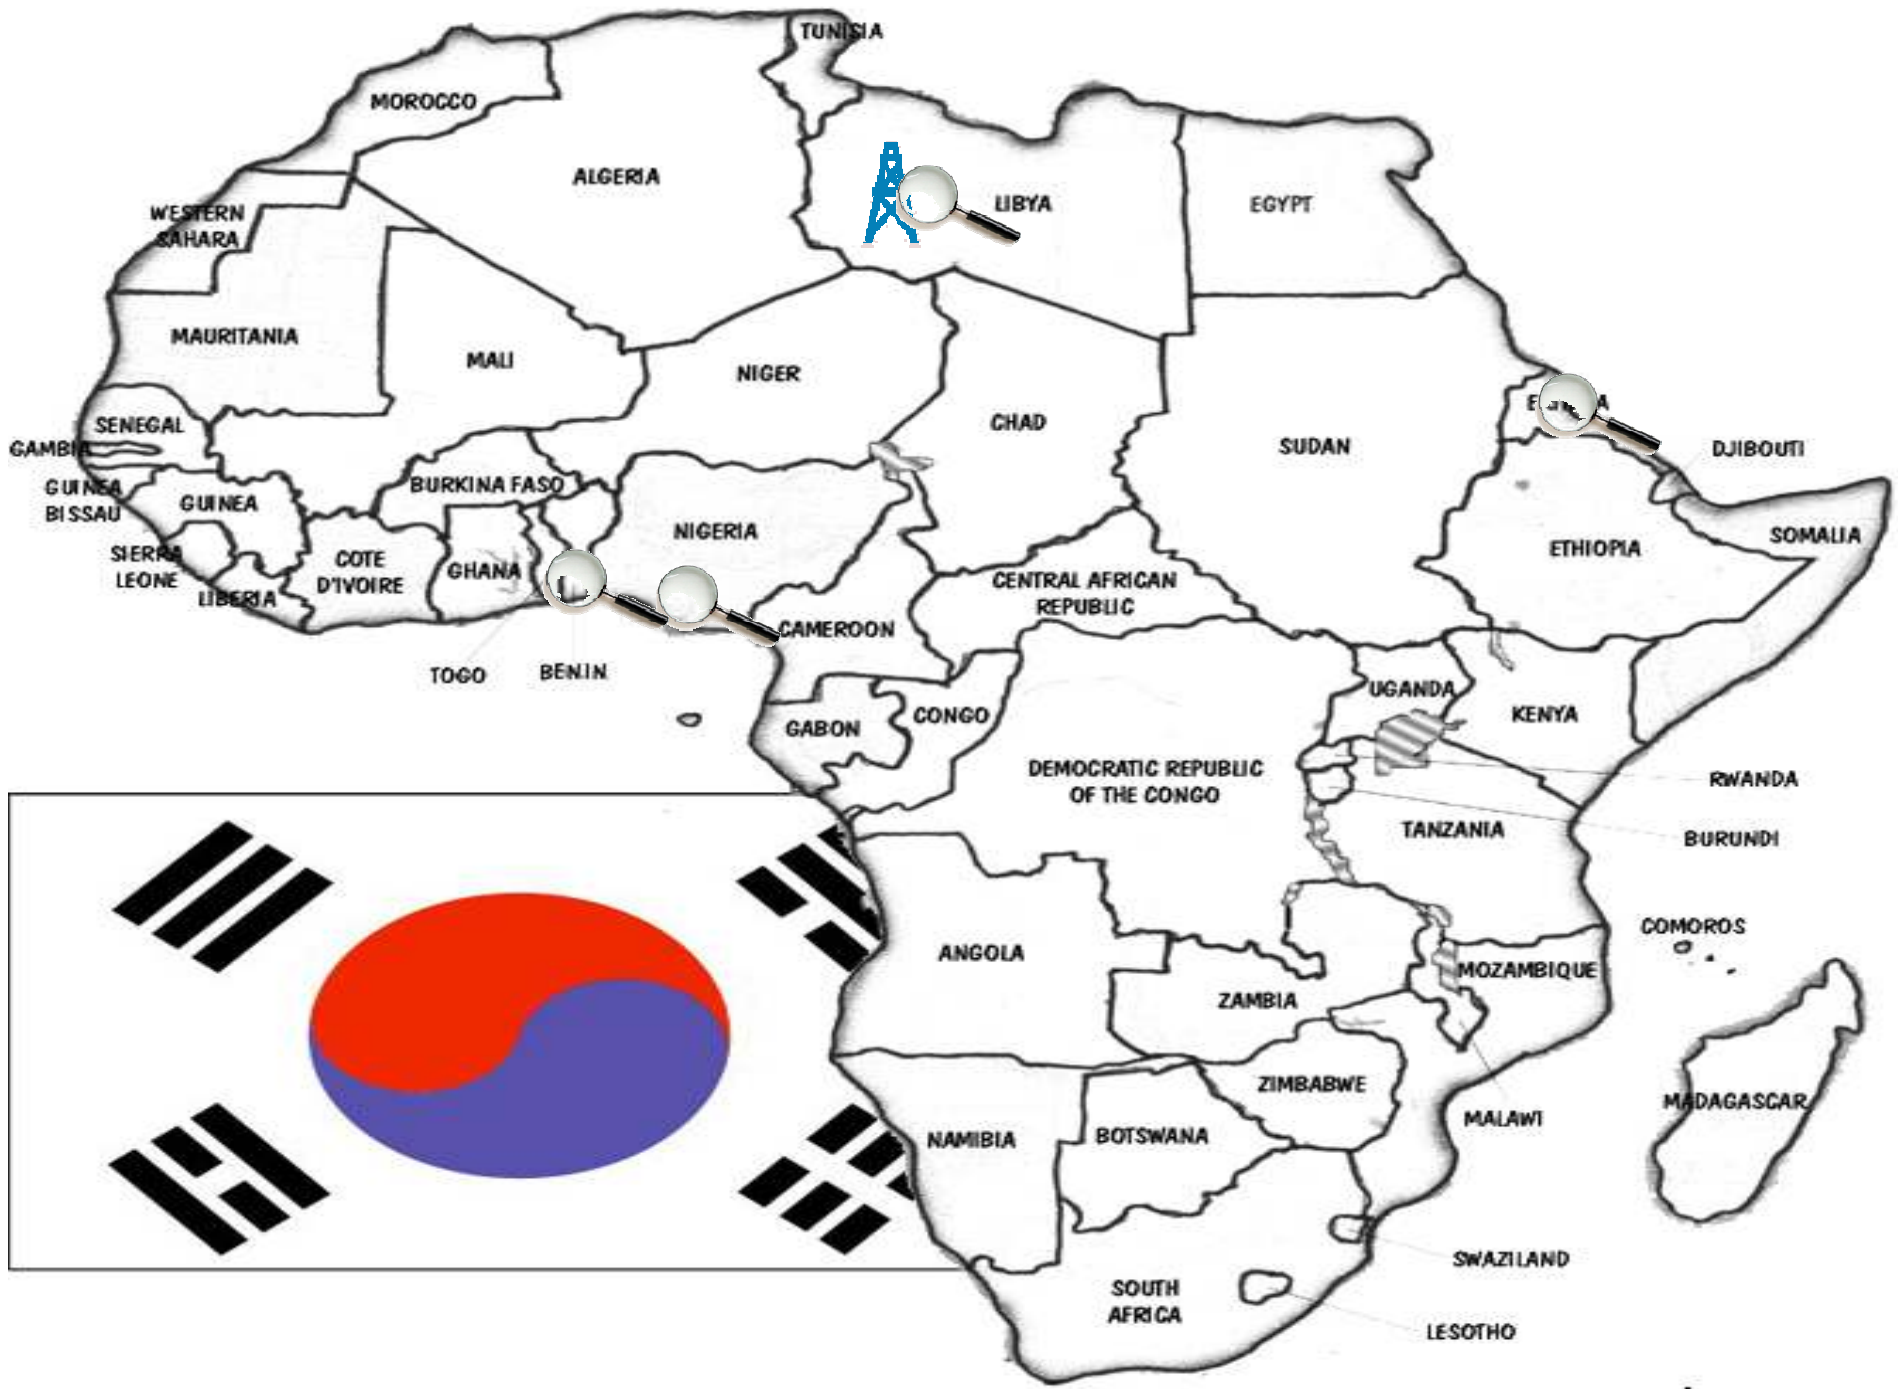 TUNISIA
MOROCCO
ALGERIA
LIBYA
EGYPT
WESTERN
SAHARA
MAURITANIA
MALI
NIGER
CHAD
SUDAN
DJIBOUTI
SENEGAL
GAMBIA
GUINEA
BISSAU
GUINEA
BURKINA FASO
NIGERIA
ETHIOPIA
SOMALIA
SIERRA
LEONE
LIBERIA
COTE
D'IVOIRE
GHANA
CENTRAL AFRICAN
REPUBLIC
CAMEROON
TOGO
BENIN
UGANDA
KENYA
GABON
CONGO
DEMOCRATIC REPUBLIC
OF THE CONGO
RWANDA
TANZANIA
BURUNDI
COMOROS
ANGOLA
ZAMBIA
MOZAMBIQUE
ZIMBABWE
MALAWI
MADAGASCAR
NAMIBIA
BOTSWANA
SWAZILAND
SOUTH
AFRICA
LESOTHO